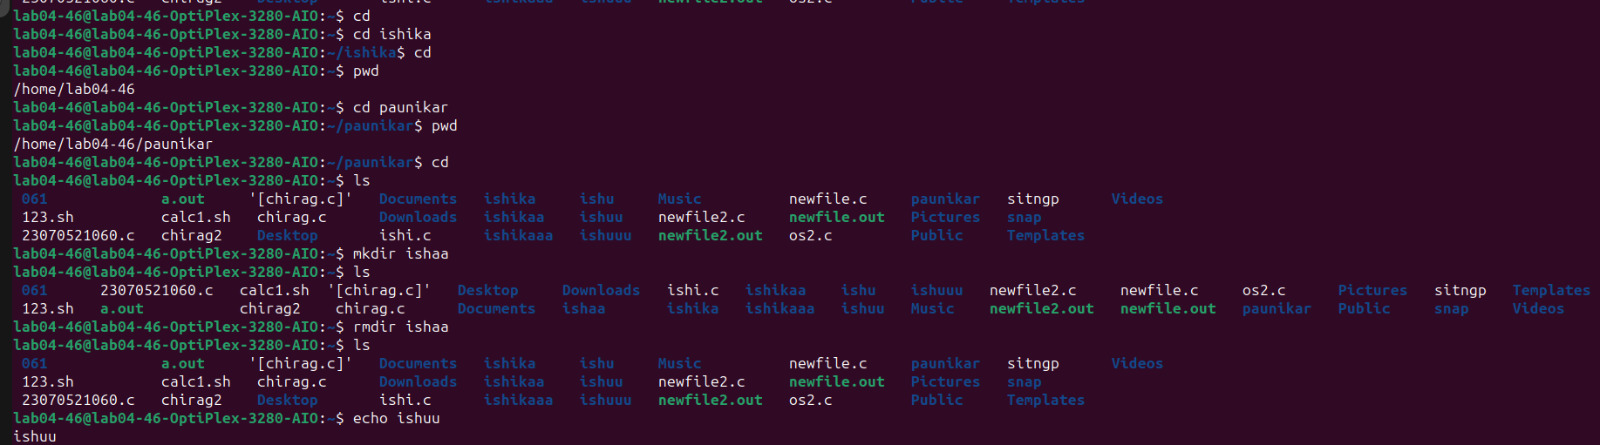 23070521060.c chirag2 Desktop ishi.c ishikaaa ishuuu newfile2.out os2.c Public Templates
lab04-46@lab04-46-OptiPlex-3280-AIO:~$ cd
lab04-46@lab04-46-OptiPlex-3280-AIO:~$ cd ishika
lab04-46@lab04-46-OptiPlex-3280-AIO:~/ishika$ cd
lab04-46@lab04-46-OptiPlex-3280-AIO:~$ pwd
/home/lab04-46
lab04-46@lab04-46-OptiPlex-3280-AIO:~$ cd paunikar
lab04-46@lab04-46-OptiPlex-3280-AIO:~/paunikar$ pwd
/home/lab04-46/paunikar
lab04-46@lab04-46-OptiPlex-3280-AIO:~/paunikar$ cd
lab04-46@lab04-46-OptiPlex-3280-AIO:~$ ls
061 a.out '[chirag.c]' Documents ishika ishu Music newfile.c paunikar sitngp Videos
123.sh calc1.sh chirag.c Downloads ishikaa ishuu newfile2.c newfile.out Pictures snap
23070521060.c chirag2 Desktop ishi.c ishikaaa ishuuu newfile2.out os2.c Public Templates
lab04-46@lab04-46-OptiPlex-3280-AIO:~$ mkdir ishaa
lab04-46@lab04-46-OptiPlex-3280-AIO:~$ ls
061 23070521060.c calc1.sh '[chirag.c]' Desktop Downloads ishi.c ishikaa ishu ishuuu newfile2.c newfile.c os2.c Pictures sitngp Templates
123.sh a.out chirag2 chirag.c Documents ishaa ishika ishikaaa ishuu Music newfile2.out newfile.out paunikar Public snap Videos
lab04-46@lab04-46-OptiPlex-3280-AIO:~$ rmdir ishaa
lab04-46@lab04-46-OptiPlex-3280-AIO:~$ ls
061 a.out '[chirag.c]' Documents ishika ishu Music newfile.c paunikar sitngp Videos
123.sh calc1.sh chirag.c Downloads ishikaa ishuu newfile2.c newfile.out Pictures snap
23070521060.c chirag2 Desktop ishi.c ishikaaa ishuuu newfile2.out os2.c Public Templates
lab04-46@lab04-46-OptiPlex-3280-AIO:~$ echo ishuu
ishuu